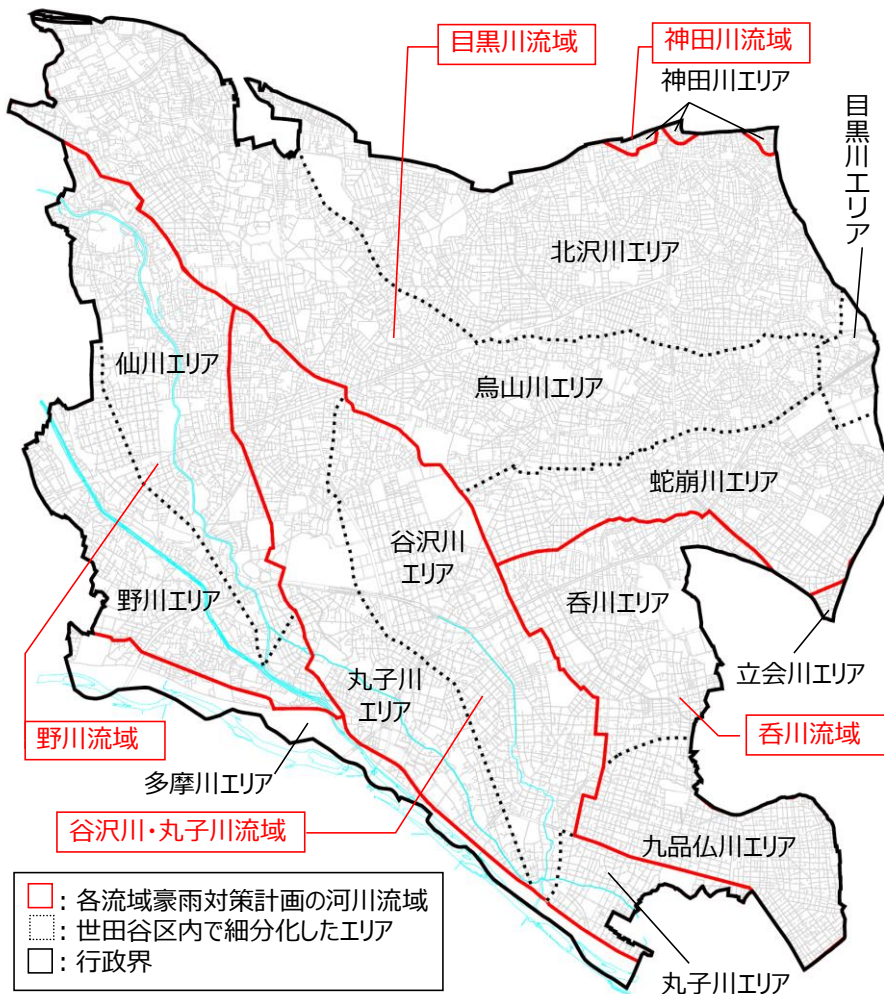 目黒川流域
神田川流域
神田川エリア
目黒川エリア
北沢川エリア
仙川エリア
烏山川エリア
蛇崩川エリア
谷沢川
エリア
野川エリア
呑川エリア
立会川エリア
丸子川
エリア
野川流域
呑川流域
多摩川エリア
谷沢川・丸子川流域
九品仏川エリア
丸子川エリア
：各流域豪雨対策計画の河川流域
：世田谷区内で細分化したエリア
：行政界